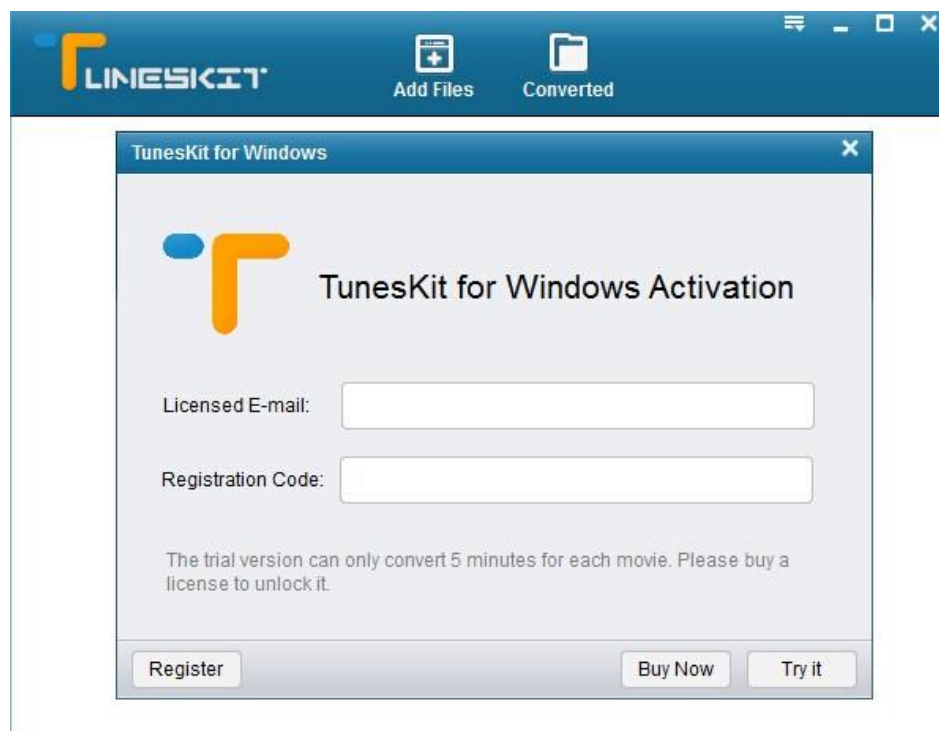 TUNESKIT
Add Files
Converted
TunesKit for Windows
TunesKit for Windows Activation
Licensed E-mail:
Registration Code:
The trial version can only convert 5 minutes for each movie. Please buy a
license to unlock it.
Register
Buy Now
Try it